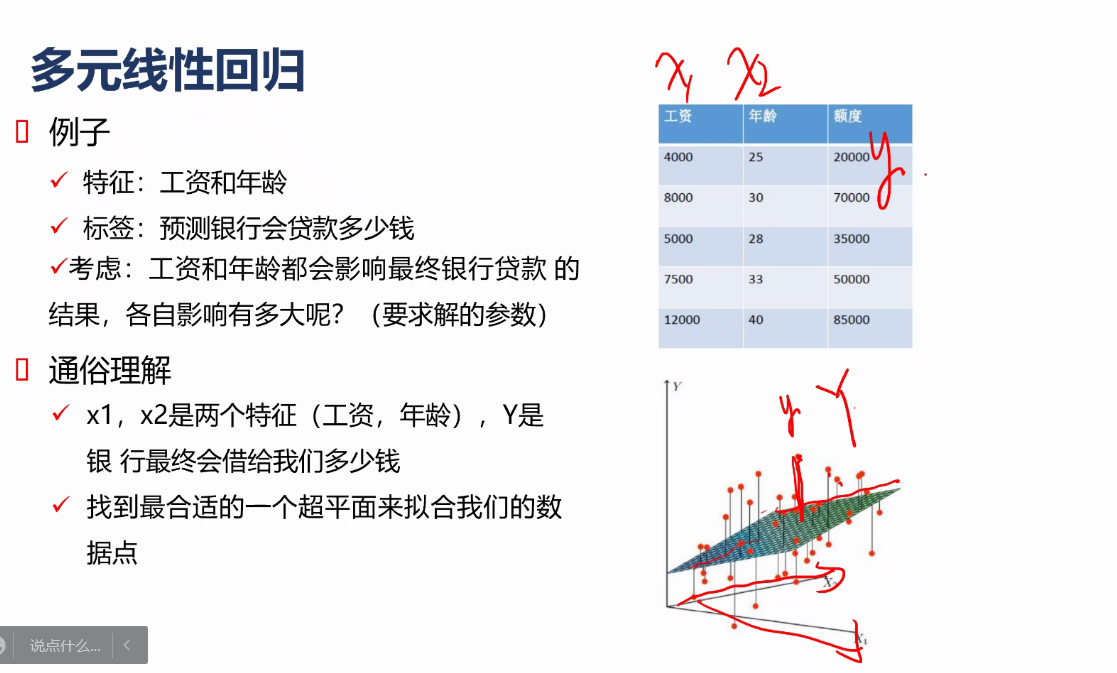 多元线性回归
例子
特征：工资和年龄
标签：预测银行会贷款多少钱
考虑：工资和年龄都会影响最终银行贷款 的
结果，各自影响有多大呢？（要求解的参数）
通俗理解
x1，x2是两个特征（工资，年龄），Y是
银 行最终会借给我们多少钱
找到最合适的一个超平面来拟合我们的数
据点
x1 x2
工资 年龄 额度
y
4000 25 20000
8000 30 70000
5000 28 35000
7500 33 50000
12000 40 85000
Y
y Y
X2
X1
说点什么...